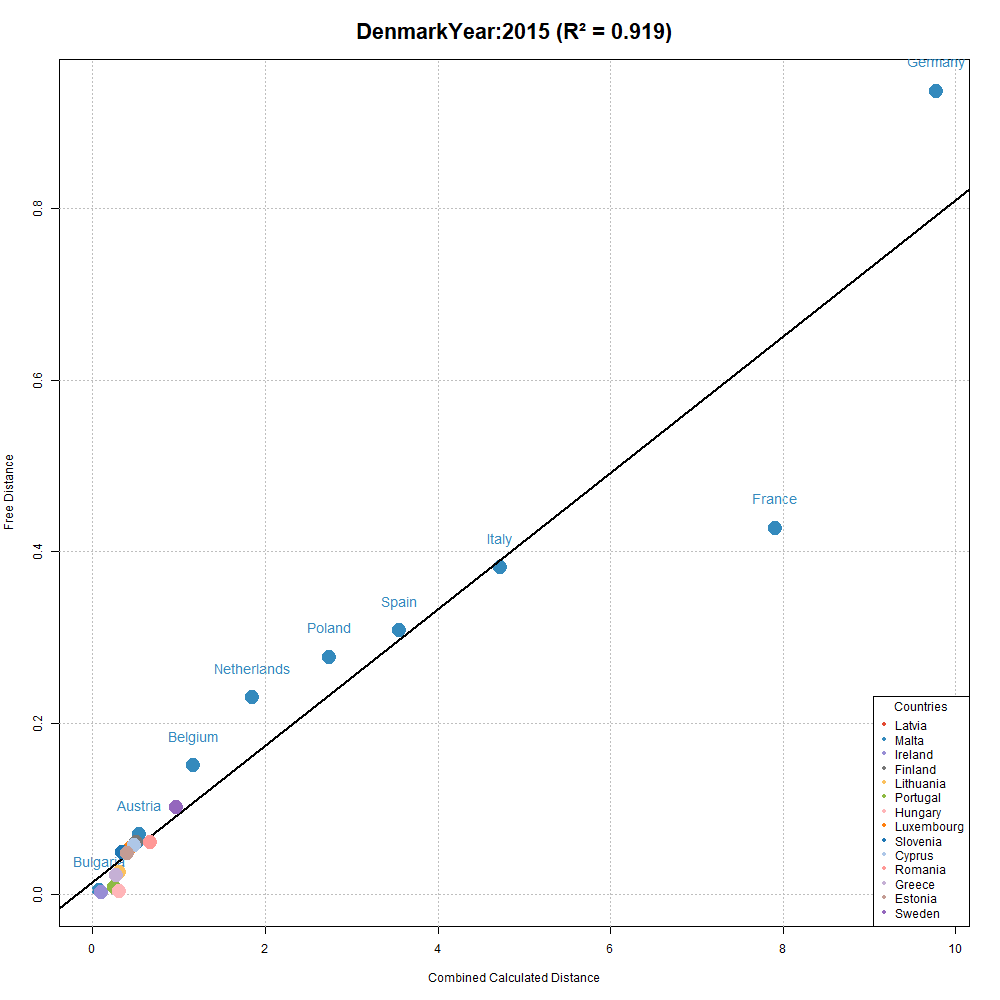 DenmarkYear:2015 (R² = 0.919)
Germany
0.8
0.6
France
Italy
0.4
Spain
Poland
Netherlands
0.2
Belgium
Austria
Bulgaria
0.0
Free Distance
Countries
Latvia
Malta
Ireland
Finland
Lithuania
Portugal
Hungary
Luxembourg
Slovenia
Cyprus
Romania
Greece
Estonia
Sweden
0 2 4 6 8 10
Combined Calculated Distance